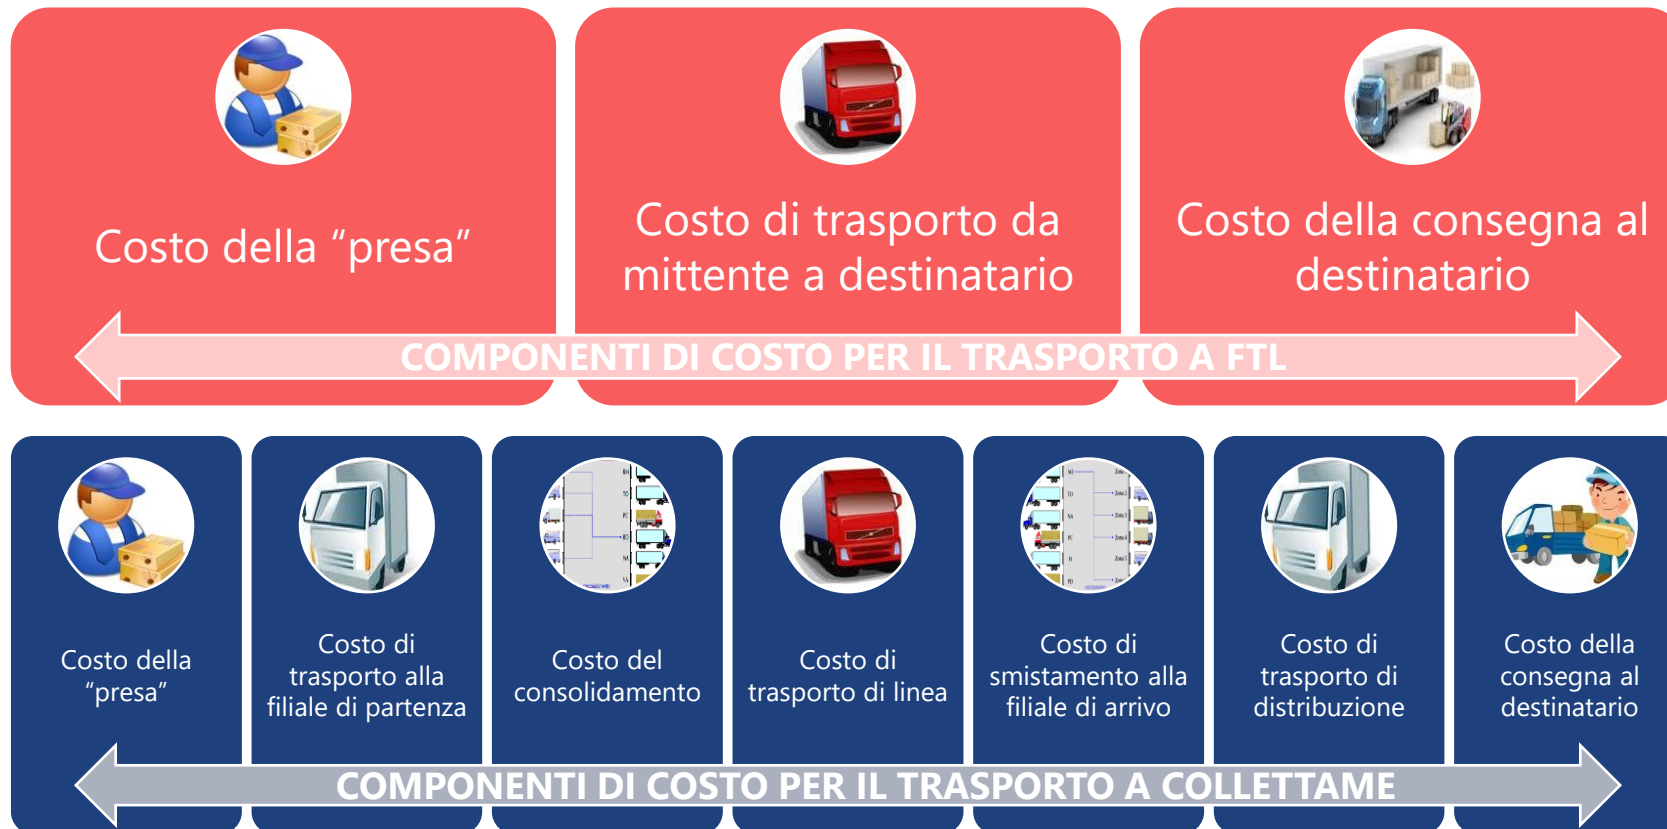 Costo della “presa”
Costo di trasporto da
mittente a destinatario
Costo della consegna al
destinatario
COMPONENTI DI COSTO PER IL TRASPORTO A FTL
Costo della
“presa”
Costo di
trasporto alla
filiale di partenza
Costo del
consolidamento
Costo di
trasporto di linea
Costo di
smistamento alla
filiale di arrivo
Costo di
trasporto di
distribuzione
Costo della
consegna al
destinatario
COMPONENTI DI COSTO PER IL TRASPORTO A COLLETTAME